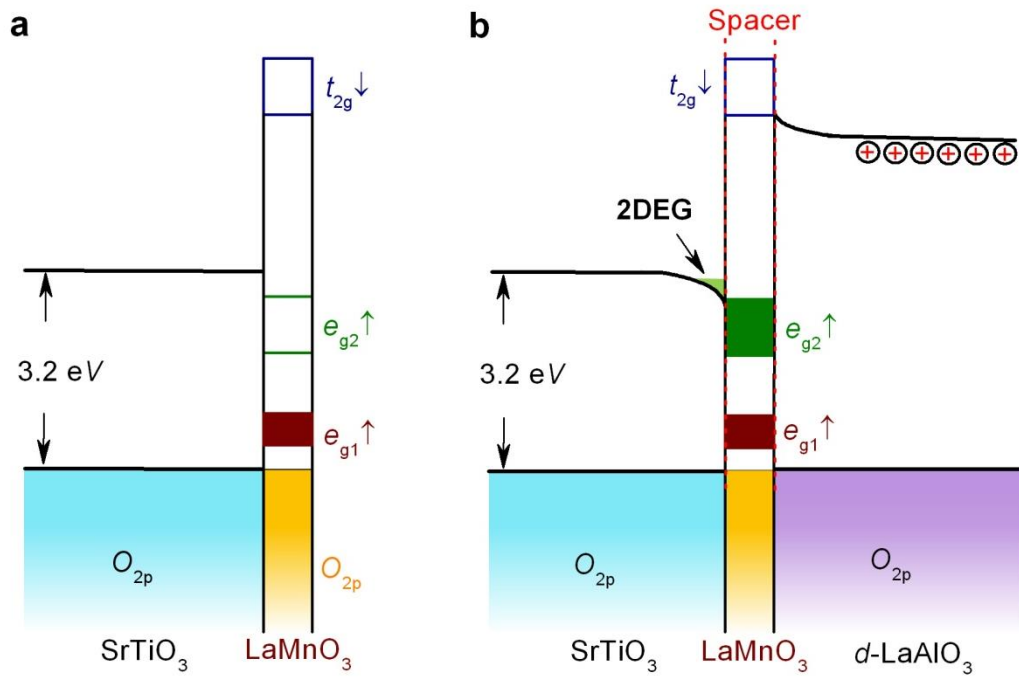 a
t2g↓
3.2 eV
eg2↑
eg1↑
O2p
O2p
SrTiO3
LaMnO3
b
Spacer
t2g↓
+ + + + + +
2DEG
3.2 eV
eg2↑
eg1↑
O2p
O2p
SrTiO3
LaMnO3
d-LaAlO3